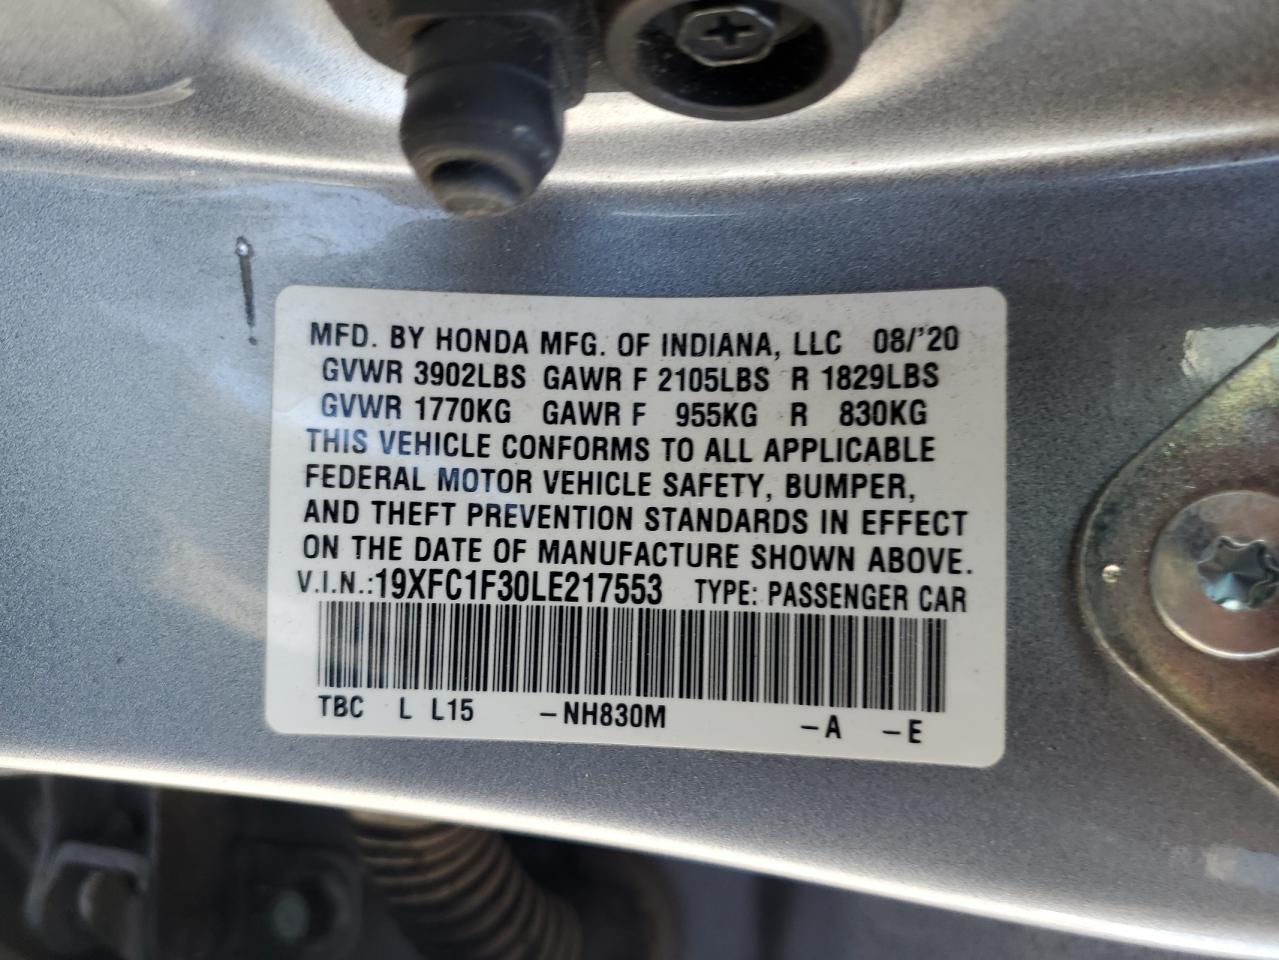 MFD. BY HONDA MFG. OF INDIANA, LLC 08/'20
GVWR 3902LBS GAWR F 2105LBS R 1829LBS
GVWR 1770KG GAWR F 955KG R 830KG
THIS VEHICLE CONFORMS TO ALL APPLICABLE
FEDERAL MOTOR VEHICLE SAFETY, BUMPER,
AND THEFT PREVENTION STANDARDS IN EFFECT
ON THE DATE OF MANUFACTURE SHOWN ABOVE.
V.I.N.:19XFC1F30LE217553 TYPE: PASSENGER CAR
TBC L L15 –NH830M –A –E